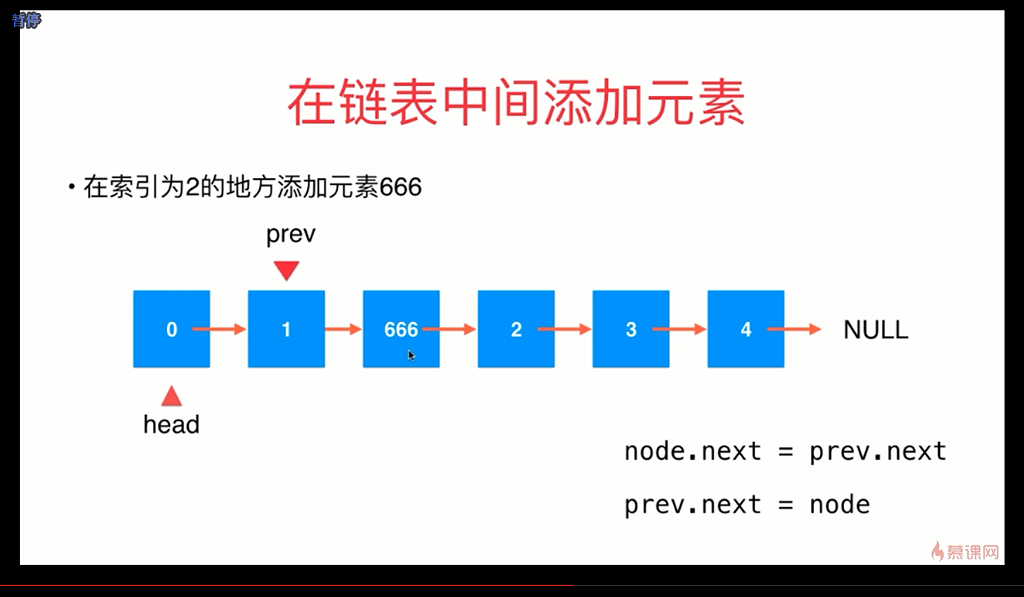 暂停
在链表中间添加元素
• 在索引为2的地方添加元素666
prev
0 1 666 2 3 4 NULL
head
node.next = prev.next
prev.next = node
慕课网